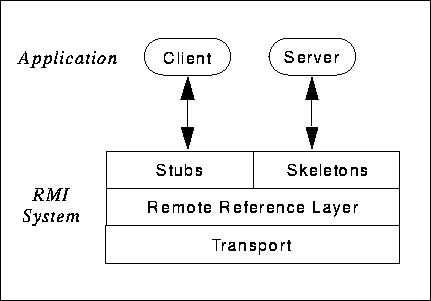 Application
Client
Server
Stubs
Skeletons
RMI
System
Remote Reference Layer
Transport